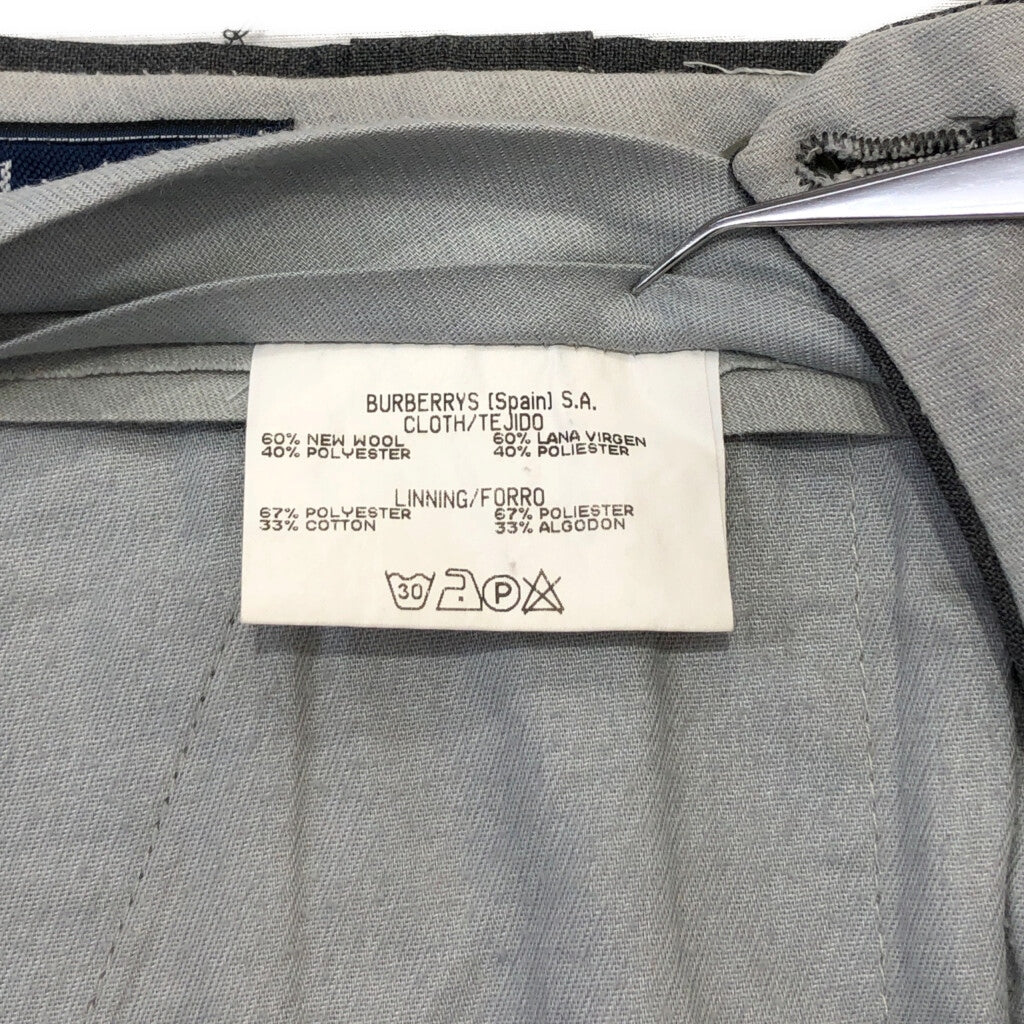 BURBERRYS [Spain] S.A.
CLOTH/TEJIDO
60% NEW WOOL 60% LANA VIRGEN
40% POLYESTER 40% POLIESTER
LINNING/FORRO
67% POLYESTER 67% POLIESTER
33% COTTON 33% ALGODON
30 P